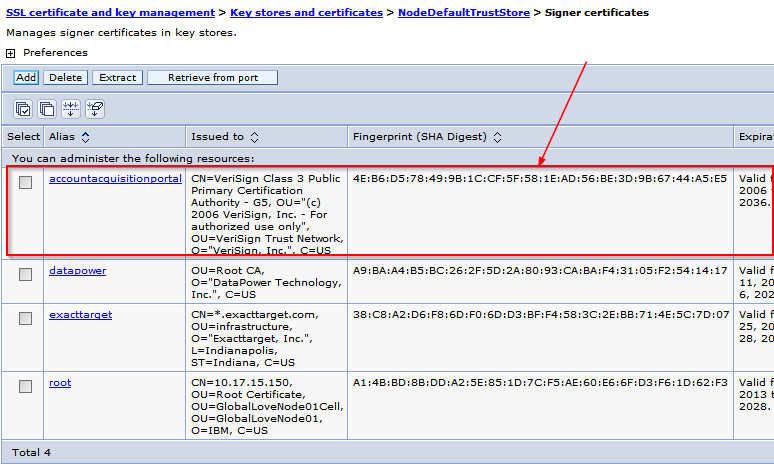 SSL certificate and key management > Key stores and certificates > NodeDefaultTrustStore > Signer certificates
Manages signer certificates in key stores.
Preferences
Add Delete Extract Retrieve from port
Select Alias Issued to Fingerprint (SHA Digest) Expira
You can administer the following resources:
accountacquisitionportal CN=VeriSign Class 3 Public 4E:B6:D5:78:49:9B:1C:CF:5F:58:1E:AD:56:BE:3D:9B:67:44:A5:E5 Valid f
Primary Certification 2006
Authority - G5, OU="(c) 2036.
2006 VeriSign, Inc. - For
authorized use only",
OU=VeriSign Trust Network,
O="VeriSign, Inc.", C=US
datapower OU=Root CA, A9:BA:A4:B5:BC:26:2F:5D:2A:80:93:CA:BA:F4:31:05:F2:54:14:17 Valid f
O="DataPower Technology, 11, 20
Inc.", C=US 6, 202
exacttarget CN=*.exacttarget.com, 38:C8:A2:D6:F8:6D:F0:6D:D3:BF:F4:58:3C:2E:BB:71:4E:5C:7D:07 Valid f
OU=infrastructure, 25, 20
O="Exacttarget, Inc.", 28, 20
L=Indianapolis,
ST=Indiana, C=US
root CN=10.17.15.150, A1:4B:BD:8B:DD:A2:5E:85:1D:7C:F5:AE:60:E6:6F:D3:F6:1D:62:F3 Valid f
OU=Root Certificate, 2013 t
OU=GlobalLoveNode01Cell, 2028.
OU=GlobalLoveNode01,
O=IBM, C=US
Total 4